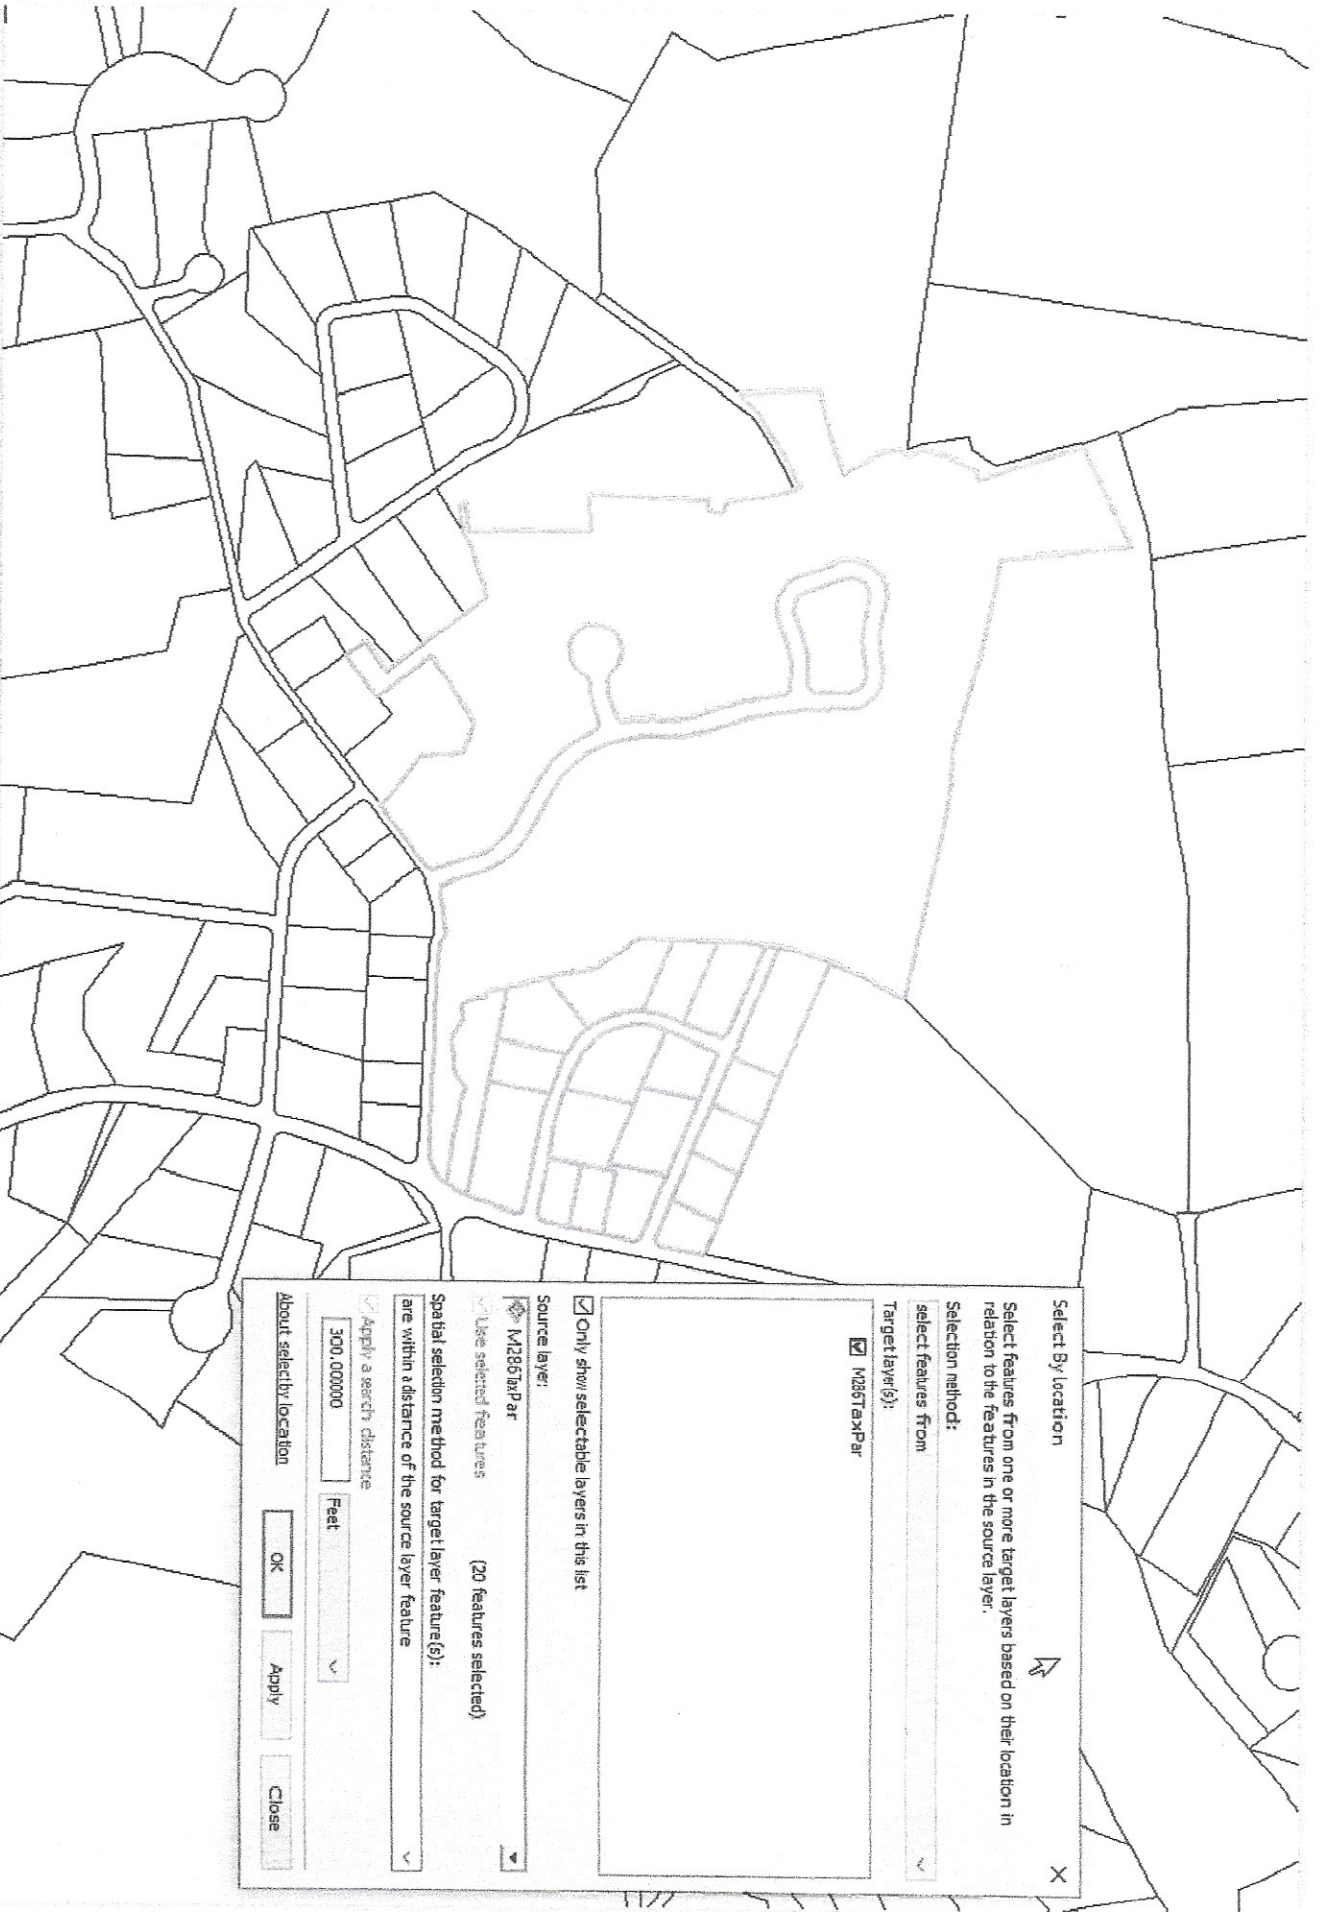 Select By Location
Select features from one or more target layers based on their location in
relation to the features in the source layer.
Selection method:
select features from
Target layer(s):
M286TaxPar
Only show selectable layers in this list
Source layer:
M286TaxPar
Use selected features (20 features selected)
Spatial selection method for target layer feature(s):
are within a distance of the source layer feature
Apply a search distance
300.000000 Feet
About select by location OK Apply Close